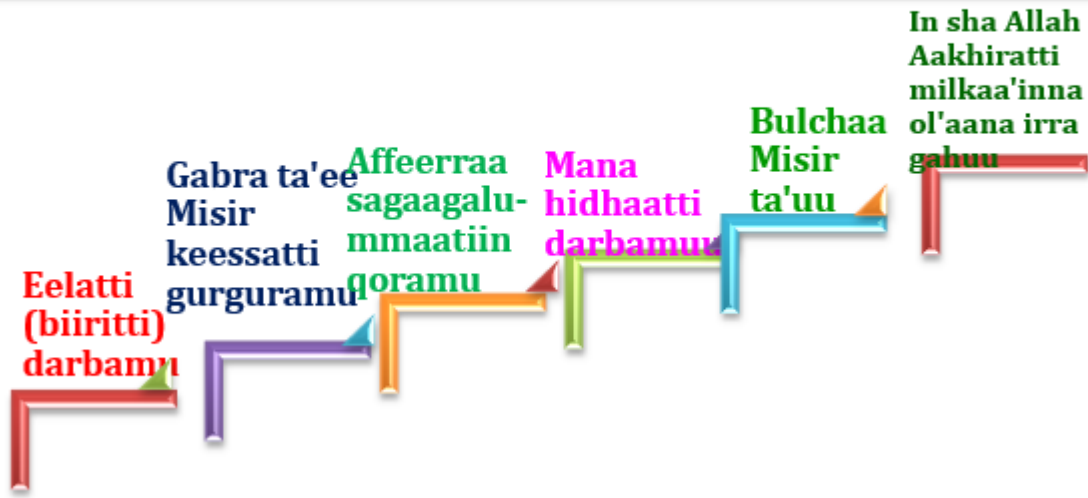 Eelatti
(biiritti)
darbamu
Gabra ta'ee
Misir
keessatti
gurguramu
Affeerraa
sagaagalu-
mmaatiin
qoramu
Mana
hidhaatti
darbamuu
Bulchaa
Misir
ta'uu
In sha Allah
Aakhiratti
milkaa'inna
ol'aana irra
gahuu